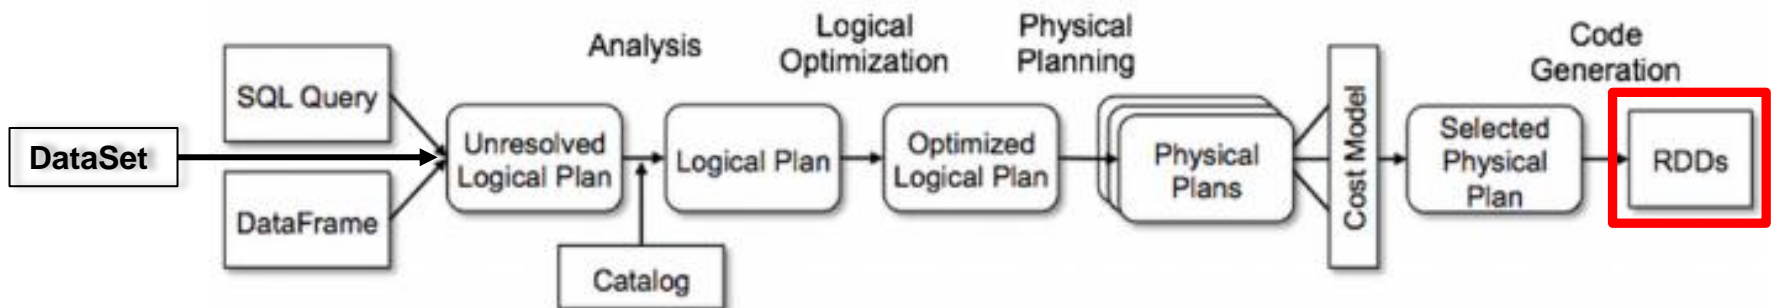 DataSet
SQL Query
DataFrame
Unresolved
Logical Plan
Analysis
Catalog
Logical Plan
Logical
Optimization
Optimized
Logical Plan
Physical
Planning
Physical
Plans
Cost Model
Selected
Physical
Plan
Code
Generation
RDDs